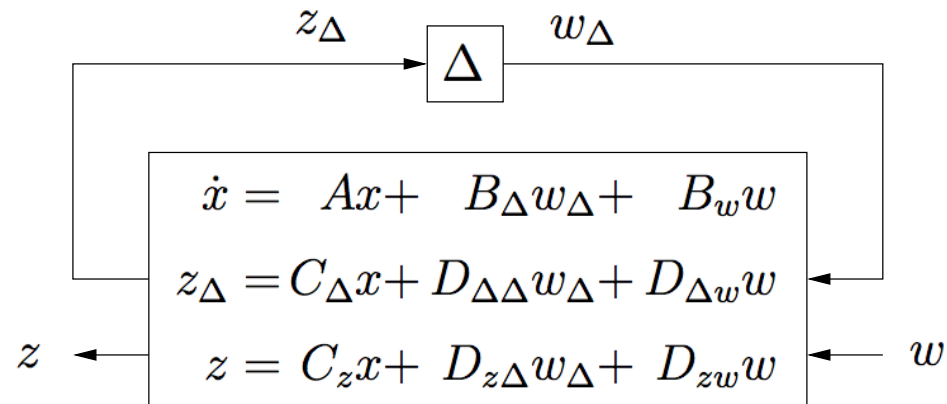 z_Δ w_Δ
Δ
ẋ = Ax+ B_Δw_Δ+ B_ww
z_Δ = C_Δx+ D_ΔΔw_Δ+ D_Δww
z z = C_zx+ D_zΔw_Δ+ D_zww w